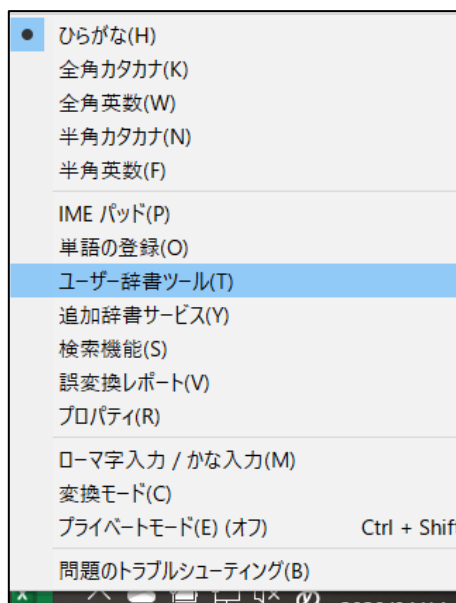 ひらがな(H)
全角カタカナ(K)
全角英数(W)
半角カタカナ(N)
半角英数(F)
IME パッド(P)
単語の登録(O)
ユーザー辞書ツール(T)
追加辞書サービス(Y)
検索機能(S)
誤変換レポート(V)
プロパティ(R)
ローマ字入力 / かな入力(M)
変換モード(C)
プライベートモード(E) (オフ) Ctrl + Shift
問題のトラブルシューティング(B)